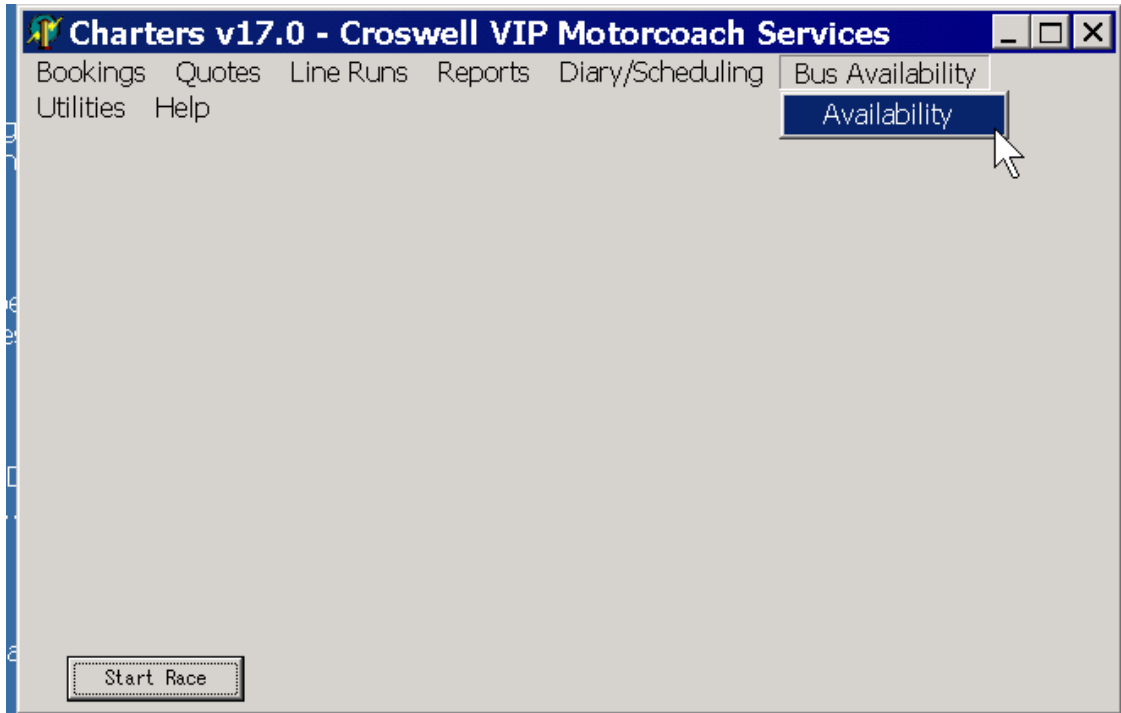 Charters v17.0 - Croswell VIP Motorcoach Services
Bookings Quotes Line Runs Reports Diary/Scheduling Bus Availability
Utilities Help
Availability
Start Race